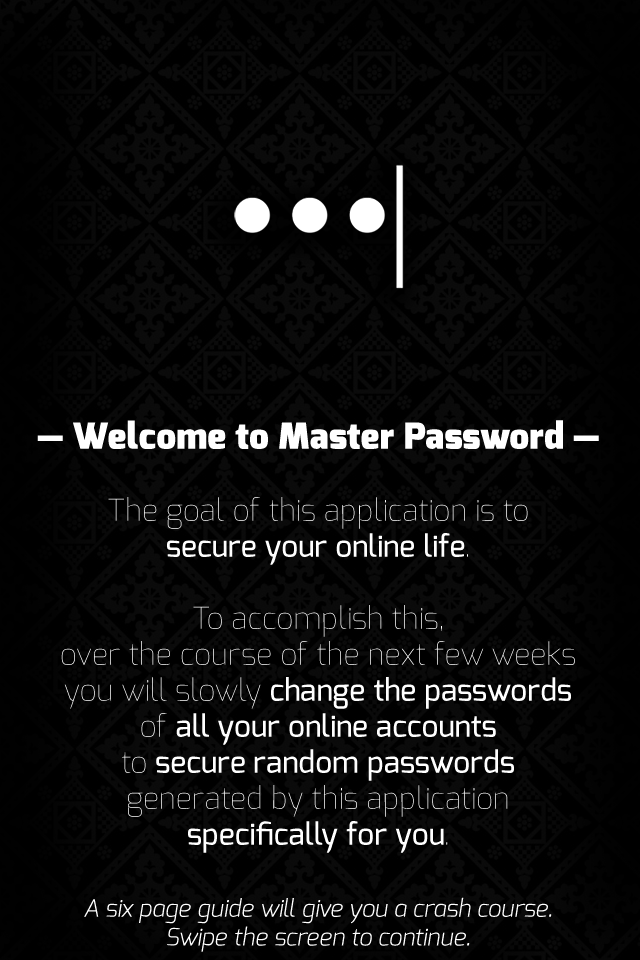 — Welcome to Master Password —
The goal of this application is to
secure your online life.
To accomplish this,
over the course of the next few weeks
you will slowly change the passwords
of all your online accounts
to secure random passwords
generated by this application
specifically for you.
A six page guide will give you a crash course.
Swipe the screen to continue.